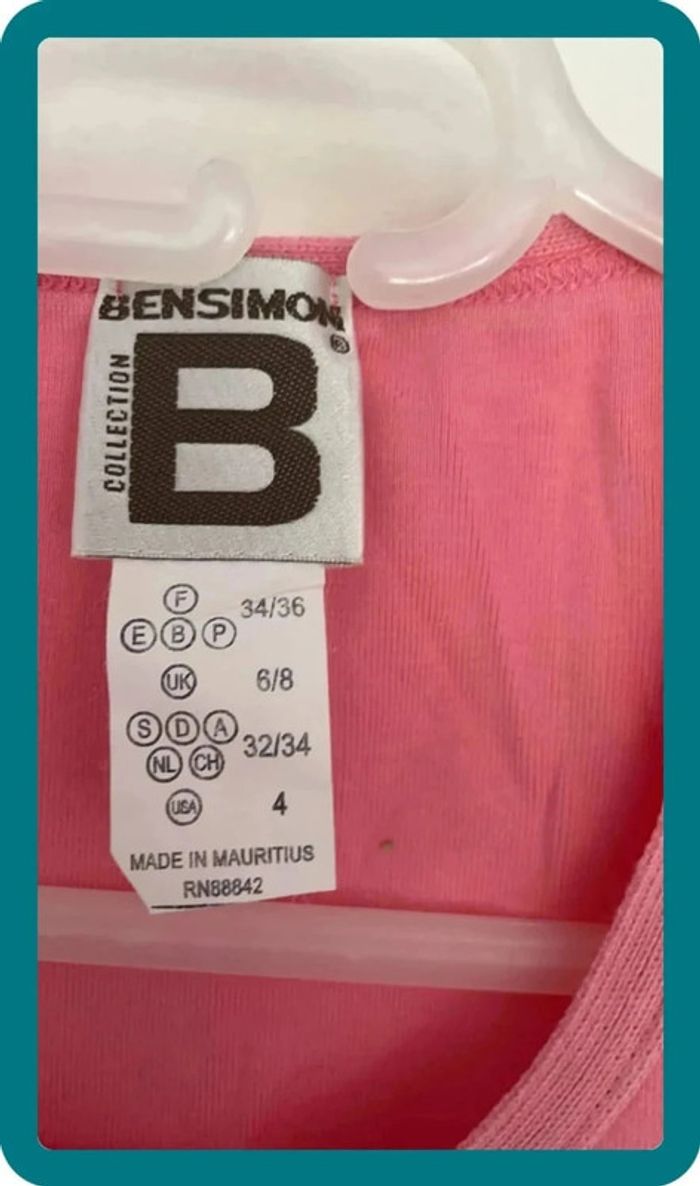 BENSIMON
®
COLLECTION
B
F 34/36
E B P
UK 6/8
S D A 32/34
NL CH
USA 4
MADE IN MAURITIUS
RN88842